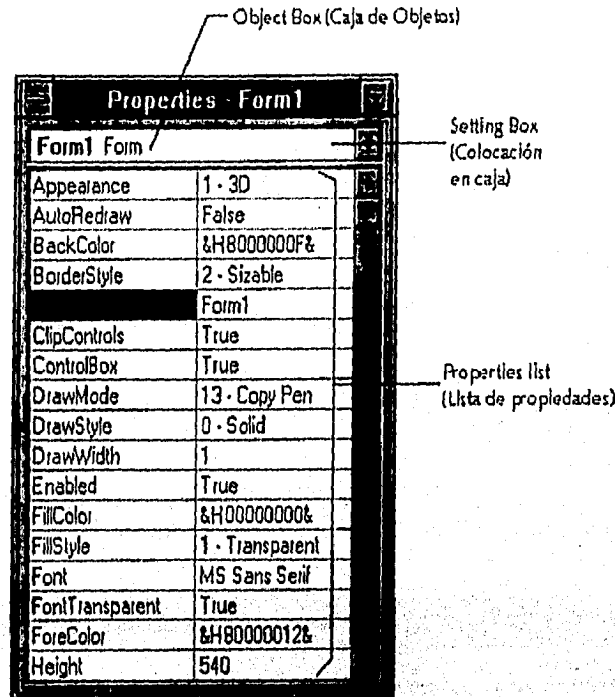 Object Box (Caja de Objetos)
Properties - Form1
Form1 Form
Setting Box
(Colocación
en caja)
Appearance 1 - 3D
AutoRedraw False
BackColor &H8000000F&
BorderStyle 2 - Sizable
Form1
ClipControls True
ControlBox True
DrawMode 13 - Copy Pen
DrawStyle 0 - Solid
DrawWidth 1
Enabled True
FillColor &H00000000&
FillStyle 1 - Transparent
Font MS Sans Serif
FontTransparent True
ForeColor &H80000012&
Height 540
Properties list
(Lista de propiedades)